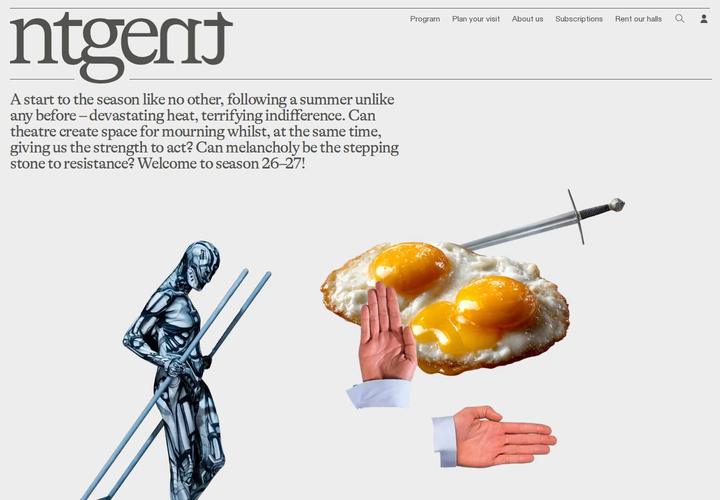 ntgent
Program Plan your visit About us Subscriptions Rent our halls
A start to the season like no other, following a summer unlike
any before – devastating heat, terrifying indifference. Can
theatre create space for mourning whilst, at the same time,
giving us the strength to act? Can melancholy be the stepping
stone to resistance? Welcome to season 26–27!